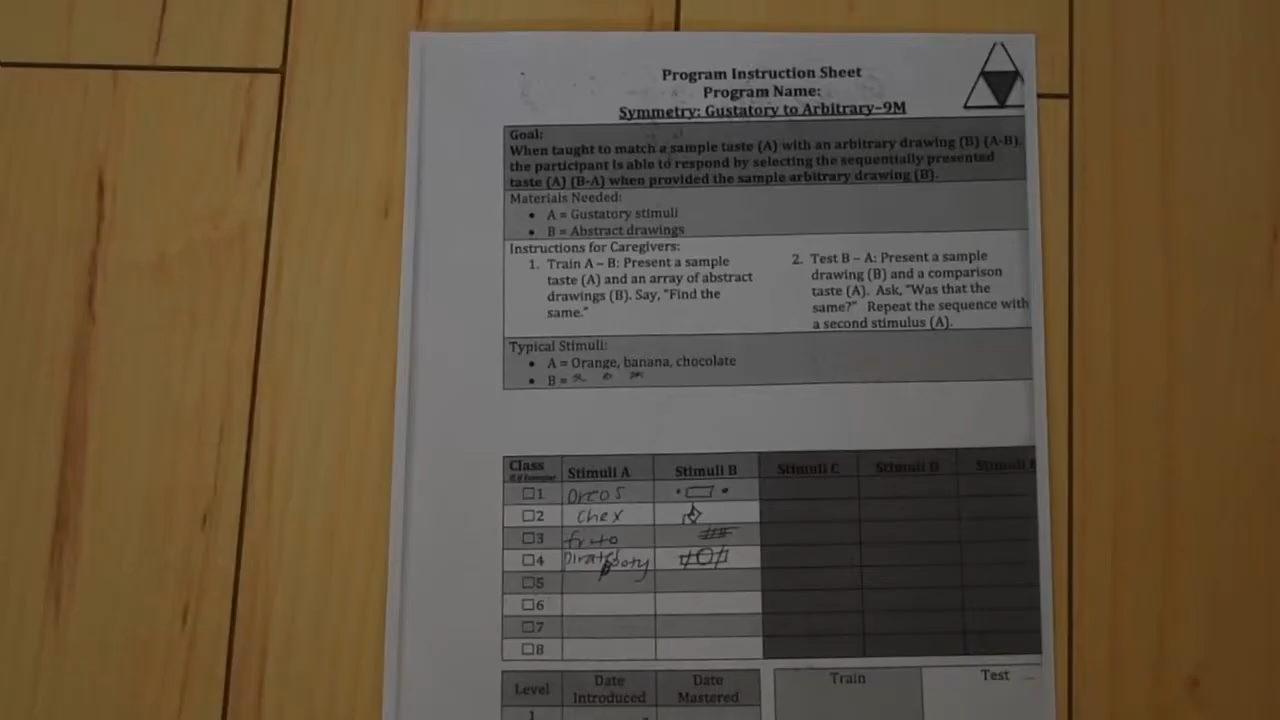 Program Instruction Sheet
Program Name:
Symmetry: Gustatory to Arbitrary–9M
Goal:
When taught to match a sample taste (A) with an arbitrary drawing (B) (A-B),
the participant is able to respond by selecting the sequentially presented
taste (A) (B-A) when provided the sample arbitrary drawing (B).
Materials Needed:
• A = Gustatory stimuli
• B = Abstract drawings
Instructions for Caregivers:
1. Train A – B: Present a sample
taste (A) and an array of abstract
drawings (B). Say, "Find the
same."
2. Test B – A: Present a sample
drawing (B) and a comparison
taste (A). Ask, "Was that the
same?" Repeat the sequence with
a second stimulus (A).
Typical Stimuli:
• A = Orange, banana, chocolate
• B =
Class Stimuli A Stimuli B Stimuli C Stimuli D Stimuli
☐1 Oreos
☐2 Chex
☐3 frito
☐4 Pirates Booty
☐5
☐6
☐7
☐8
Level Date Introduced Date Mastered Train Test
1